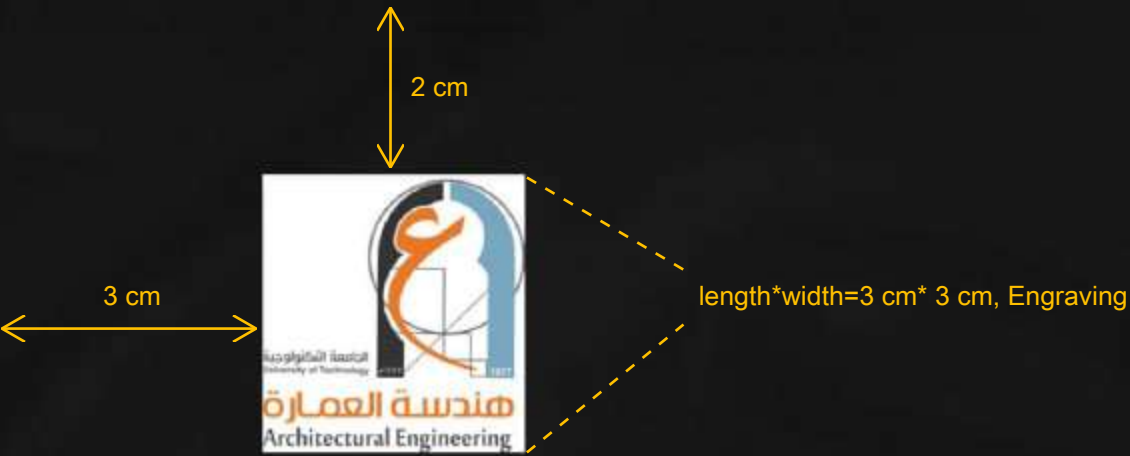 2 cm
3 cm
length*width=3 cm* 3 cm, Engraving
الجامعة التكنولوجية
University of Technology
1977
هندسة العمارة
Architectural Engineering